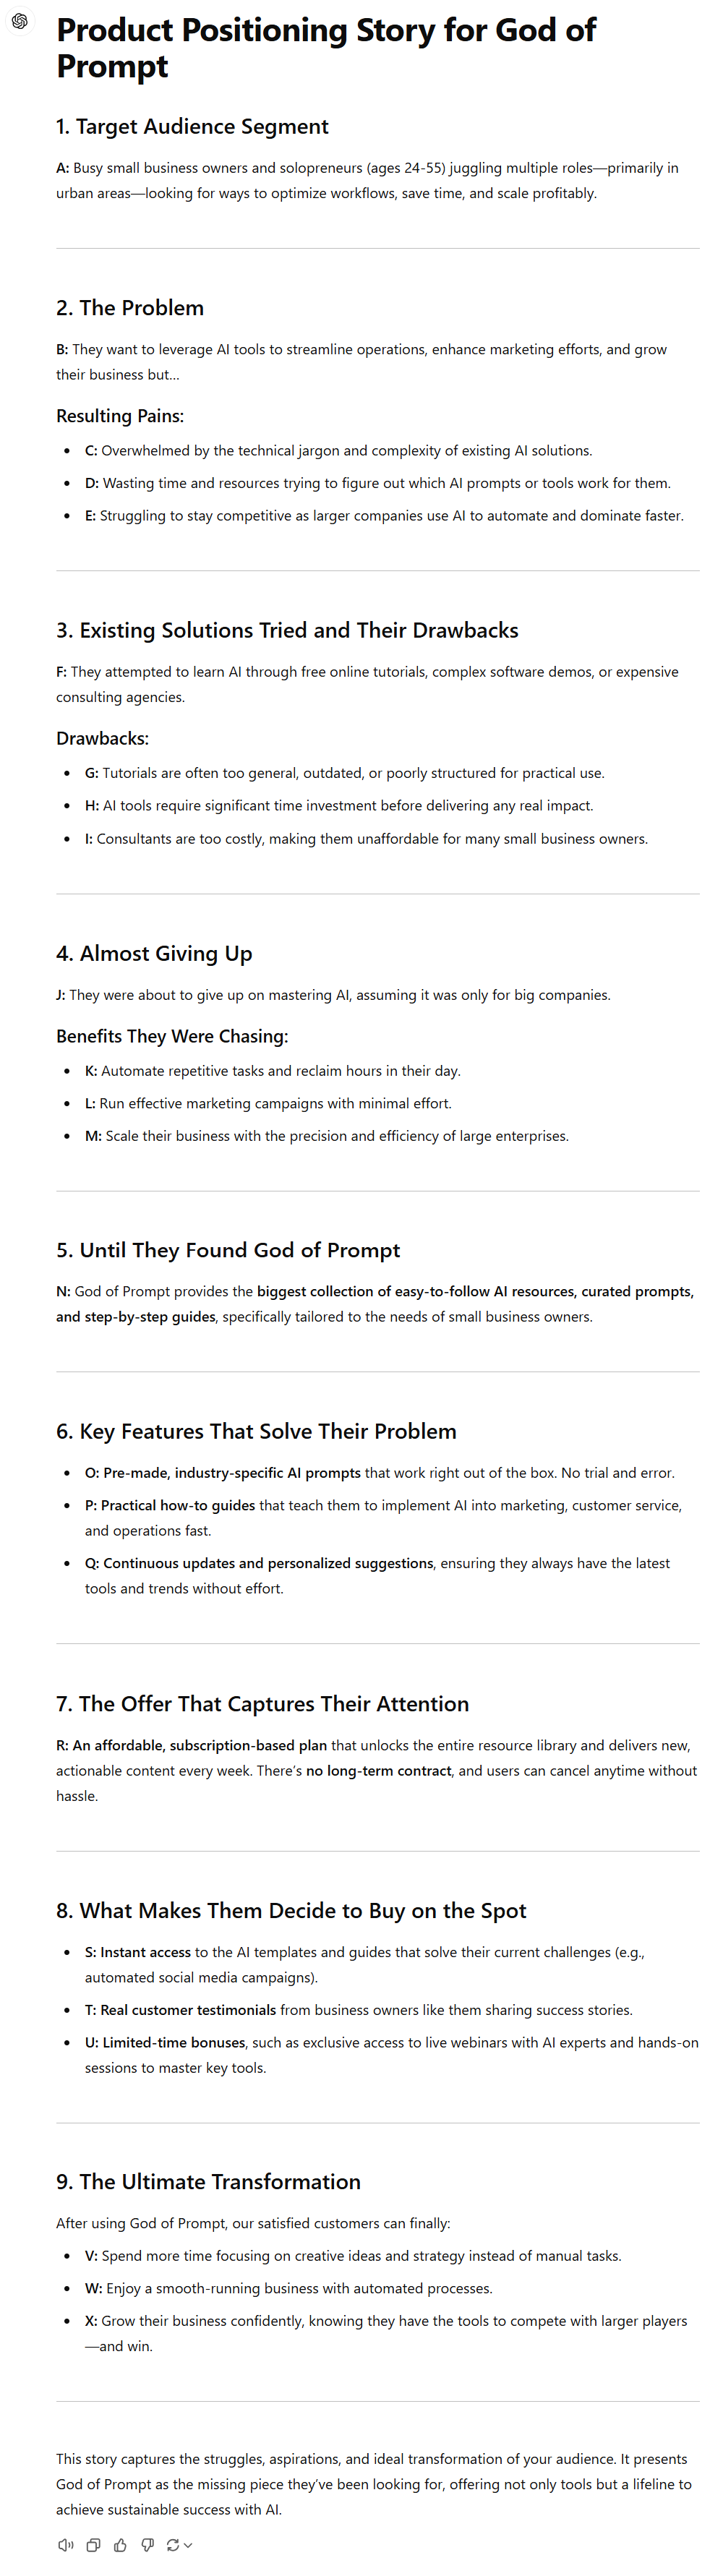 Product Positioning Story for God of
Prompt
1. Target Audience Segment
A: Busy small business owners and solopreneurs (ages 24-55) juggling multiple roles—primarily in
urban areas—looking for ways to optimize workflows, save time, and scale profitably.
2. The Problem
B: They want to leverage AI tools to streamline operations, enhance marketing efforts, and grow
their business but...
Resulting Pains:
• C: Overwhelmed by the technical jargon and complexity of existing AI solutions.
• D: Wasting time and resources trying to figure out which AI prompts or tools work for them.
• E: Struggling to stay competitive as larger companies use AI to automate and dominate faster.
3. Existing Solutions Tried and Their Drawbacks
F: They attempted to learn AI through free online tutorials, complex software demos, or expensive
consulting agencies.
Drawbacks:
• G: Tutorials are often too general, outdated, or poorly structured for practical use.
• H: AI tools require significant time investment before delivering any real impact.
• I: Consultants are too costly, making them unaffordable for many small business owners.
4. Almost Giving Up
J: They were about to give up on mastering AI, assuming it was only for big companies.
Benefits They Were Chasing:
• K: Automate repetitive tasks and reclaim hours in their day.
• L: Run effective marketing campaigns with minimal effort.
• M: Scale their business with the precision and efficiency of large enterprises.
5. Until They Found God of Prompt
N: God of Prompt provides the biggest collection of easy-to-follow AI resources, curated prompts,
and step-by-step guides, specifically tailored to the needs of small business owners.
6. Key Features That Solve Their Problem
• O: Pre-made, industry-specific AI prompts that work right out of the box. No trial and error.
• P: Practical how-to guides that teach them to implement AI into marketing, customer service,
and operations fast.
• Q: Continuous updates and personalized suggestions, ensuring they always have the latest
tools and trends without effort.
7. The Offer That Captures Their Attention
R: An affordable, subscription-based plan that unlocks the entire resource library and delivers new,
actionable content every week. There's no long-term contract, and users can cancel anytime without
hassle.
8. What Makes Them Decide to Buy on the Spot
• S: Instant access to the AI templates and guides that solve their current challenges (e.g.,
automated social media campaigns).
• T: Real customer testimonials from business owners like them sharing success stories.
• U: Limited-time bonuses, such as exclusive access to live webinars with AI experts and hands-on
sessions to master key tools.
9. The Ultimate Transformation
After using God of Prompt, our satisfied customers can finally:
• V: Spend more time focusing on creative ideas and strategy instead of manual tasks.
• W: Enjoy a smooth-running business with automated processes.
• X: Grow their business confidently, knowing they have the tools to compete with larger players
—and win.
This story captures the struggles, aspirations, and ideal transformation of your audience. It presents
God of Prompt as the missing piece they've been looking for, offering not only tools but a lifeline to
achieve sustainable success with AI.